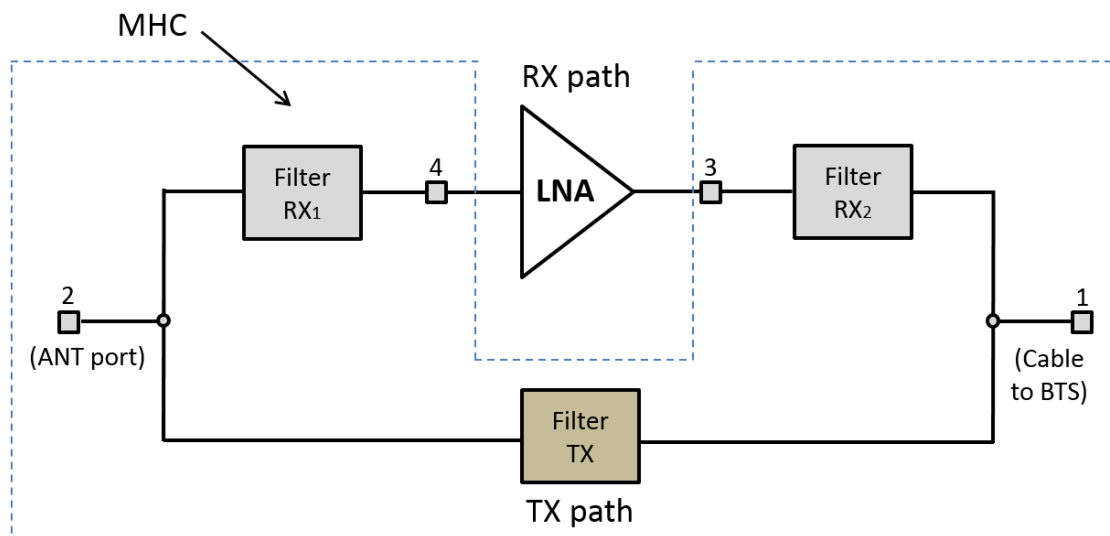 MHC
RX path
Filter
RX1
4
LNA
3
Filter
RX2
2
(ANT port)
1
(Cable
to BTS)
Filter
TX
TX path